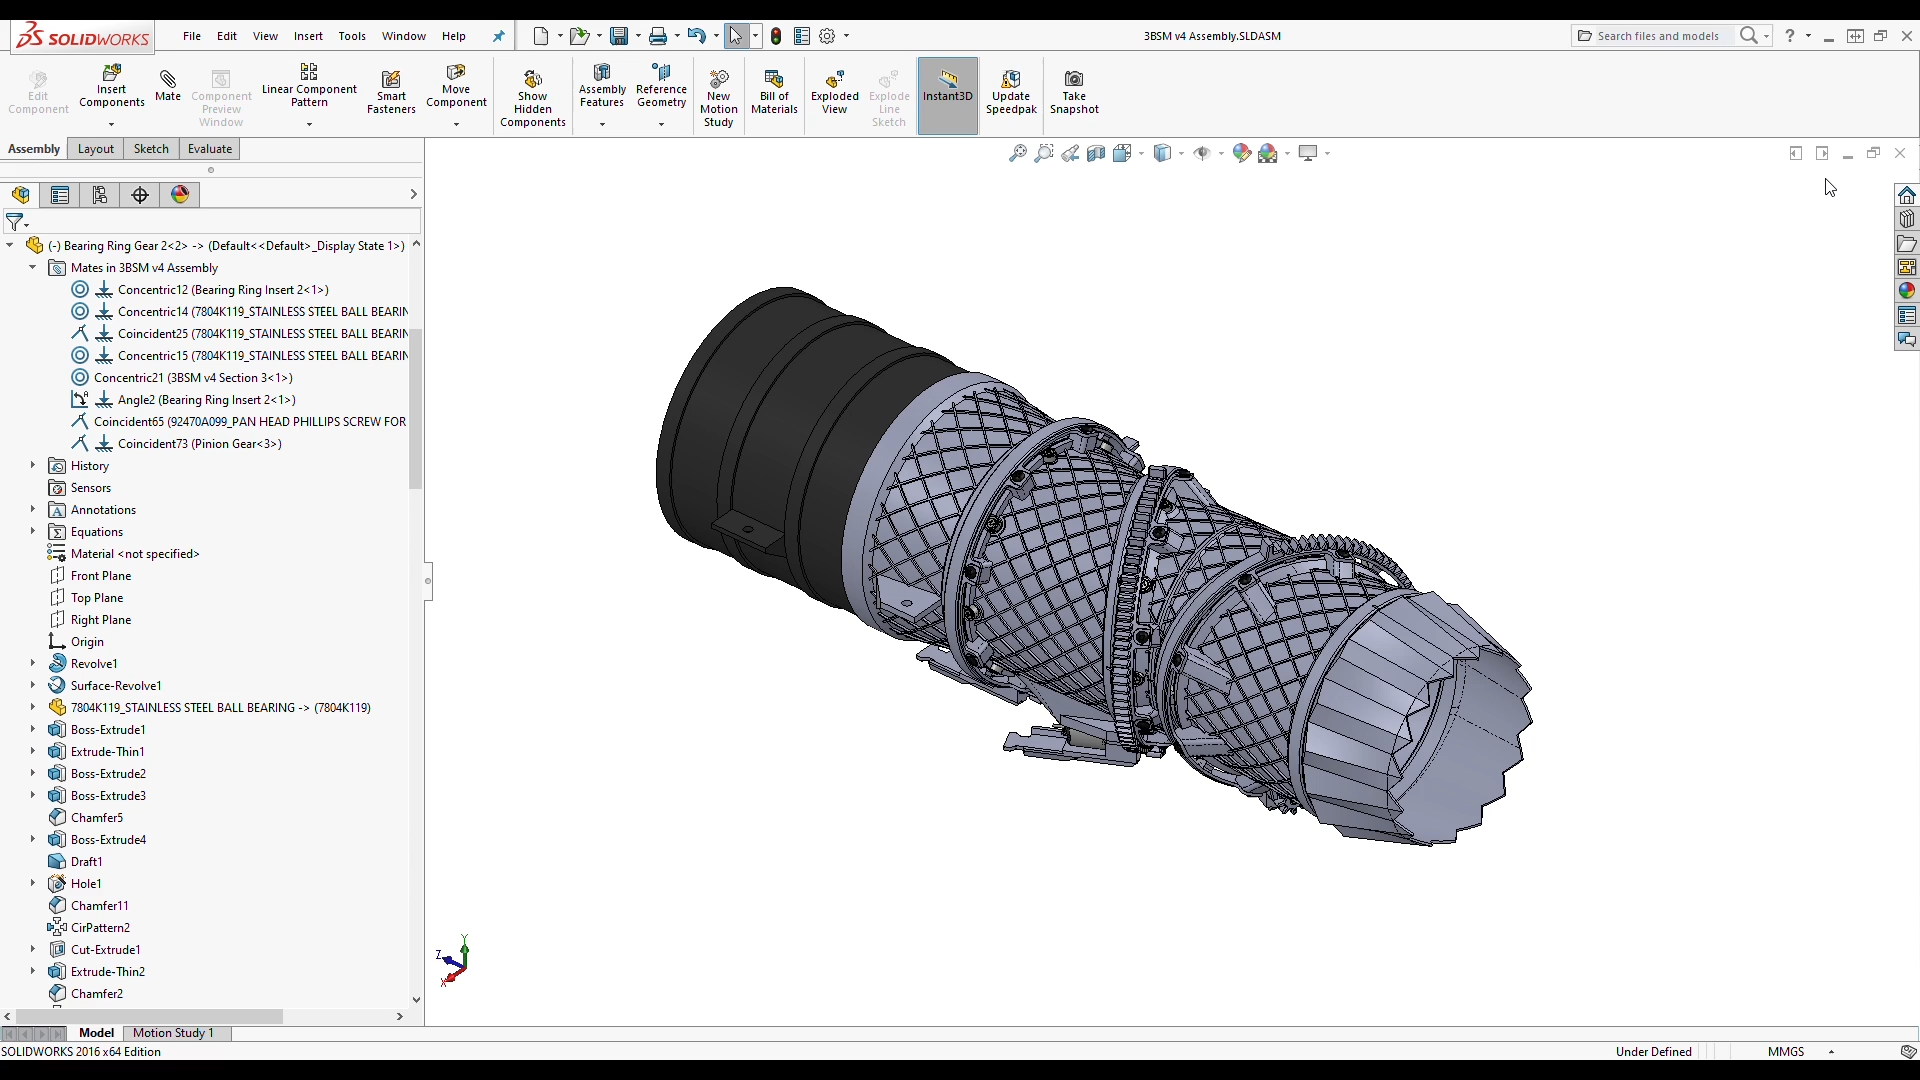 SOLIDWORKS
File Edit View Insert Tools Window Help
3BSM v4 Assembly.SLDASM
Search files and models
?
Edit Component
Insert Components
Mate
Component Preview Window
Linear Component Pattern
Smart Fasteners
Move Component
Show Hidden Components
Assembly Features
Reference Geometry
New Motion Study
Bill of Materials
Exploded View
Explode Line Sketch
Instant3D
Update Speedpak
Take Snapshot
Assembly Layout Sketch Evaluate
(-) Bearing Ring Gear 2<2> -> (Default<<Default>_Display State 1>)
Mates in 3BSM v4 Assembly
Concentric12 (Bearing Ring Insert 2<1>)
Concentric14 (7804K119_STAINLESS STEEL BALL BEARIN
Coincident25 (7804K119_STAINLESS STEEL BALL BEARIN
Concentric15 (7804K119_STAINLESS STEEL BALL BEARIN
Concentric21 (3BSM v4 Section 3<1>)
Angle2 (Bearing Ring Insert 2<1>)
Coincident65 (92470A099_PAN HEAD PHILLIPS SCREW FOR
Coincident73 (Pinion Gear<3>)
History
Sensors
Annotations
Equations
Material <not specified>
Front Plane
Top Plane
Right Plane
Origin
Revolve1
Surface-Revolve1
7804K119_STAINLESS STEEL BALL BEARING -> (7804K119)
Boss-Extrude1
Extrude-Thin1
Boss-Extrude2
Boss-Extrude3
Chamfer5
Boss-Extrude4
Draft1
Hole1
Chamfer11
CirPattern2
Cut-Extrude1
Extrude-Thin2
Chamfer2
Y
Z
X
Model Motion Study 1
SOLIDWORKS 2016 x64 Edition
Under Defined
MMGS